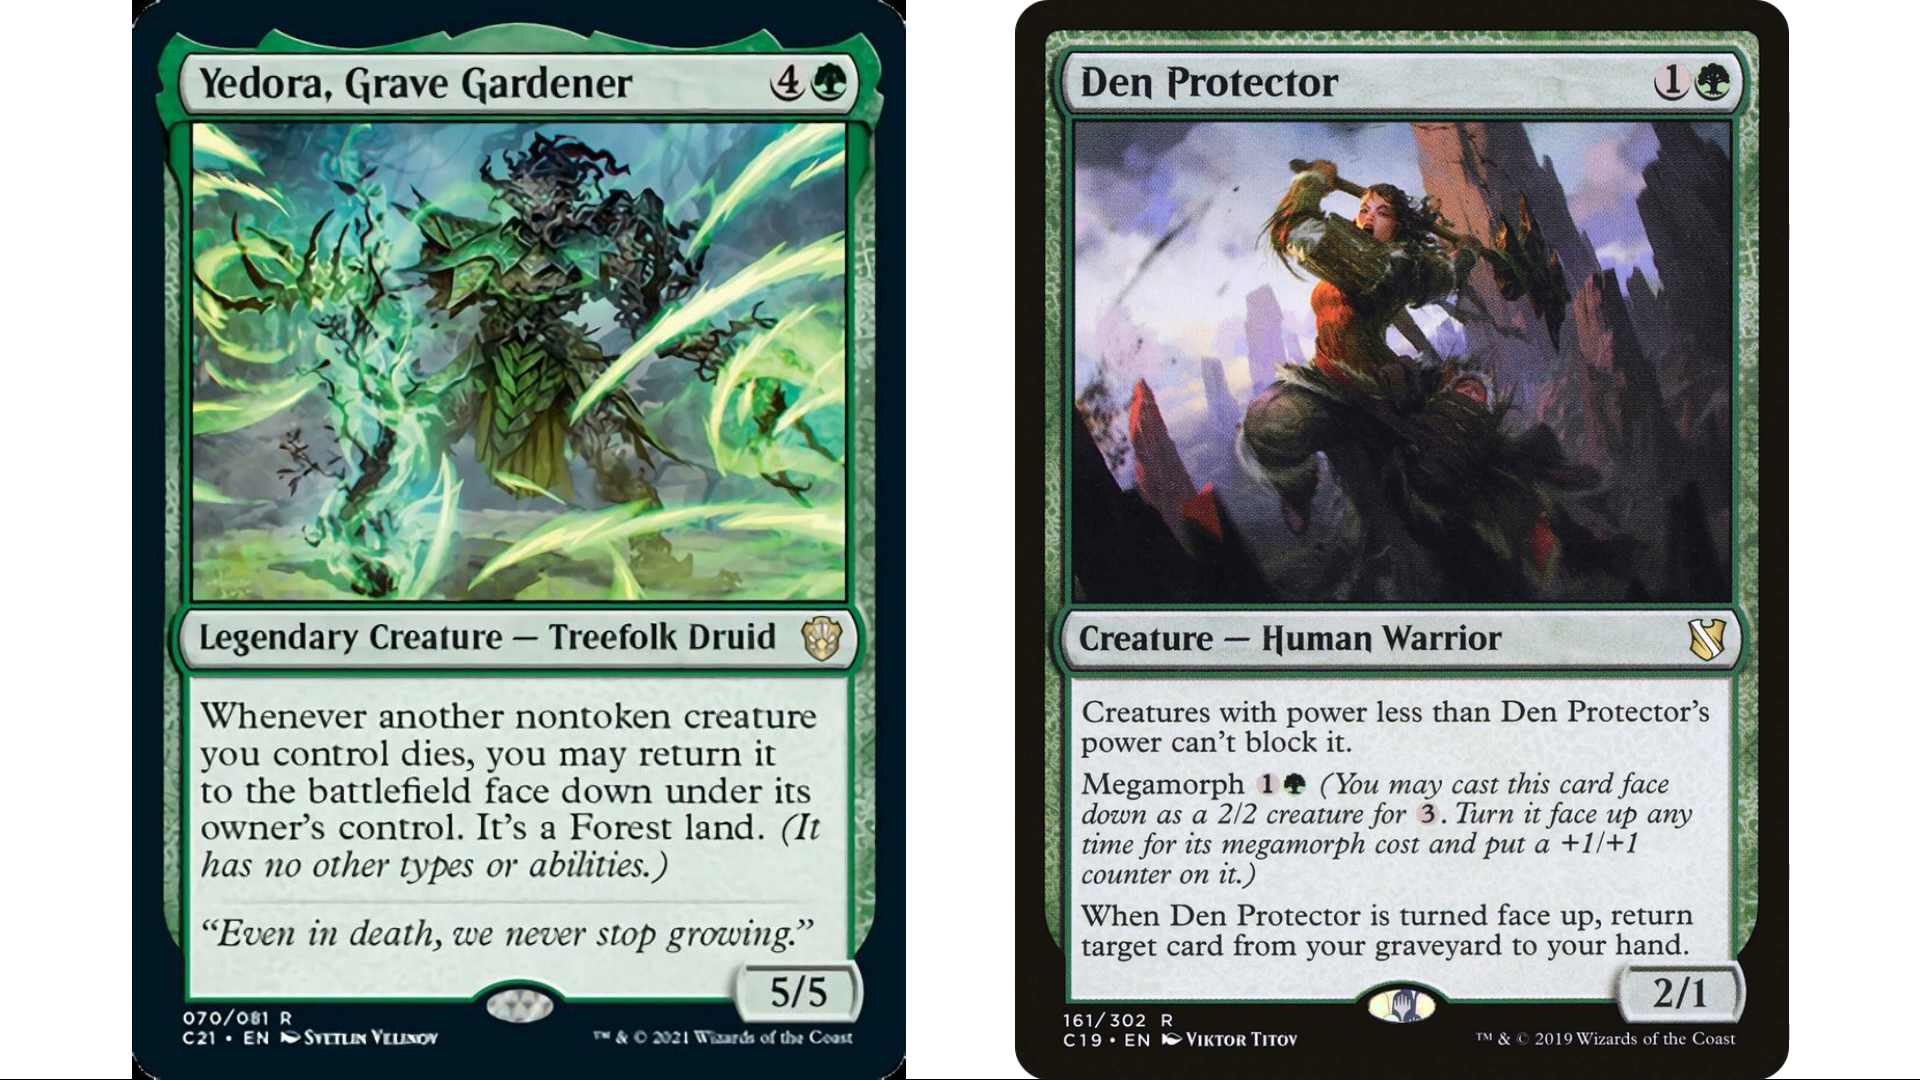 Yedora, Grave Gardener 4
Legendary Creature — Treefolk Druid
Whenever another nontoken creature
you control dies, you may return it
to the battlefield face down under its
owner's control. It's a Forest land. (It
has no other types or abilities.)
“Even in death, we never stop growing.”
5/5
070/081 R
C21 • EN Svetlin Velinov
™ & © 2021 Wizards of the Coast
Den Protector 1
Creature — Human Warrior
Creatures with power less than Den Protector's
power can't block it.
Megamorph 1 (You may cast this card face
down as a 2/2 creature for 3. Turn it face up any
time for its megamorph cost and put a +1/+1
counter on it.)
When Den Protector is turned face up, return
target card from your graveyard to your hand.
2/1
161/302 R
C19 • EN Viktor Titov
™ & © 2019 Wizards of the Coast